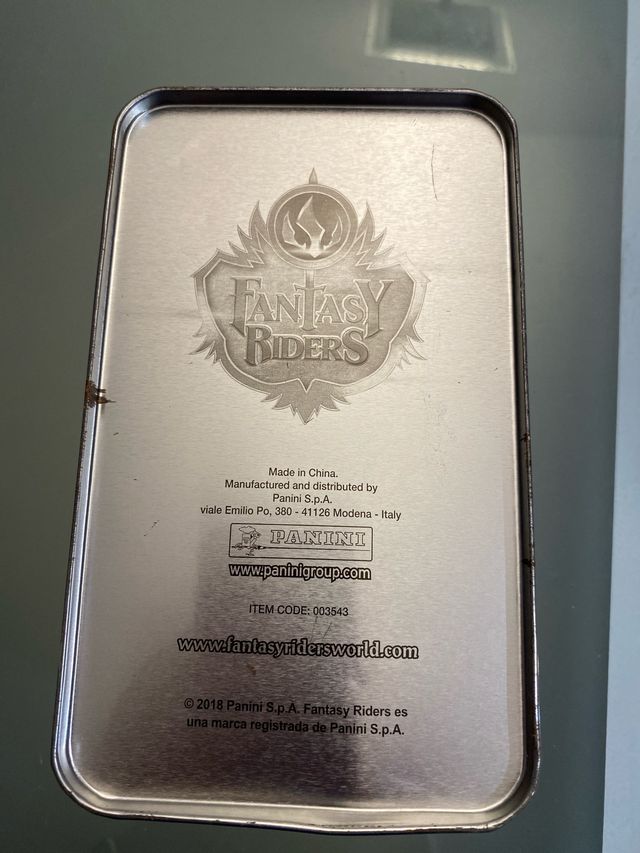 FANTASY
RIDERS
Made in China.
Manufactured and distributed by
Panini S.p.A.
viale Emilio Po, 380 - 41126 Modena - Italy
PANINI
www.paninigroup.com
ITEM CODE: 003543
www.fantasyridersworld.com
© 2018 Panini S.p.A. Fantasy Riders es
una marca registrada de Panini S.p.A.